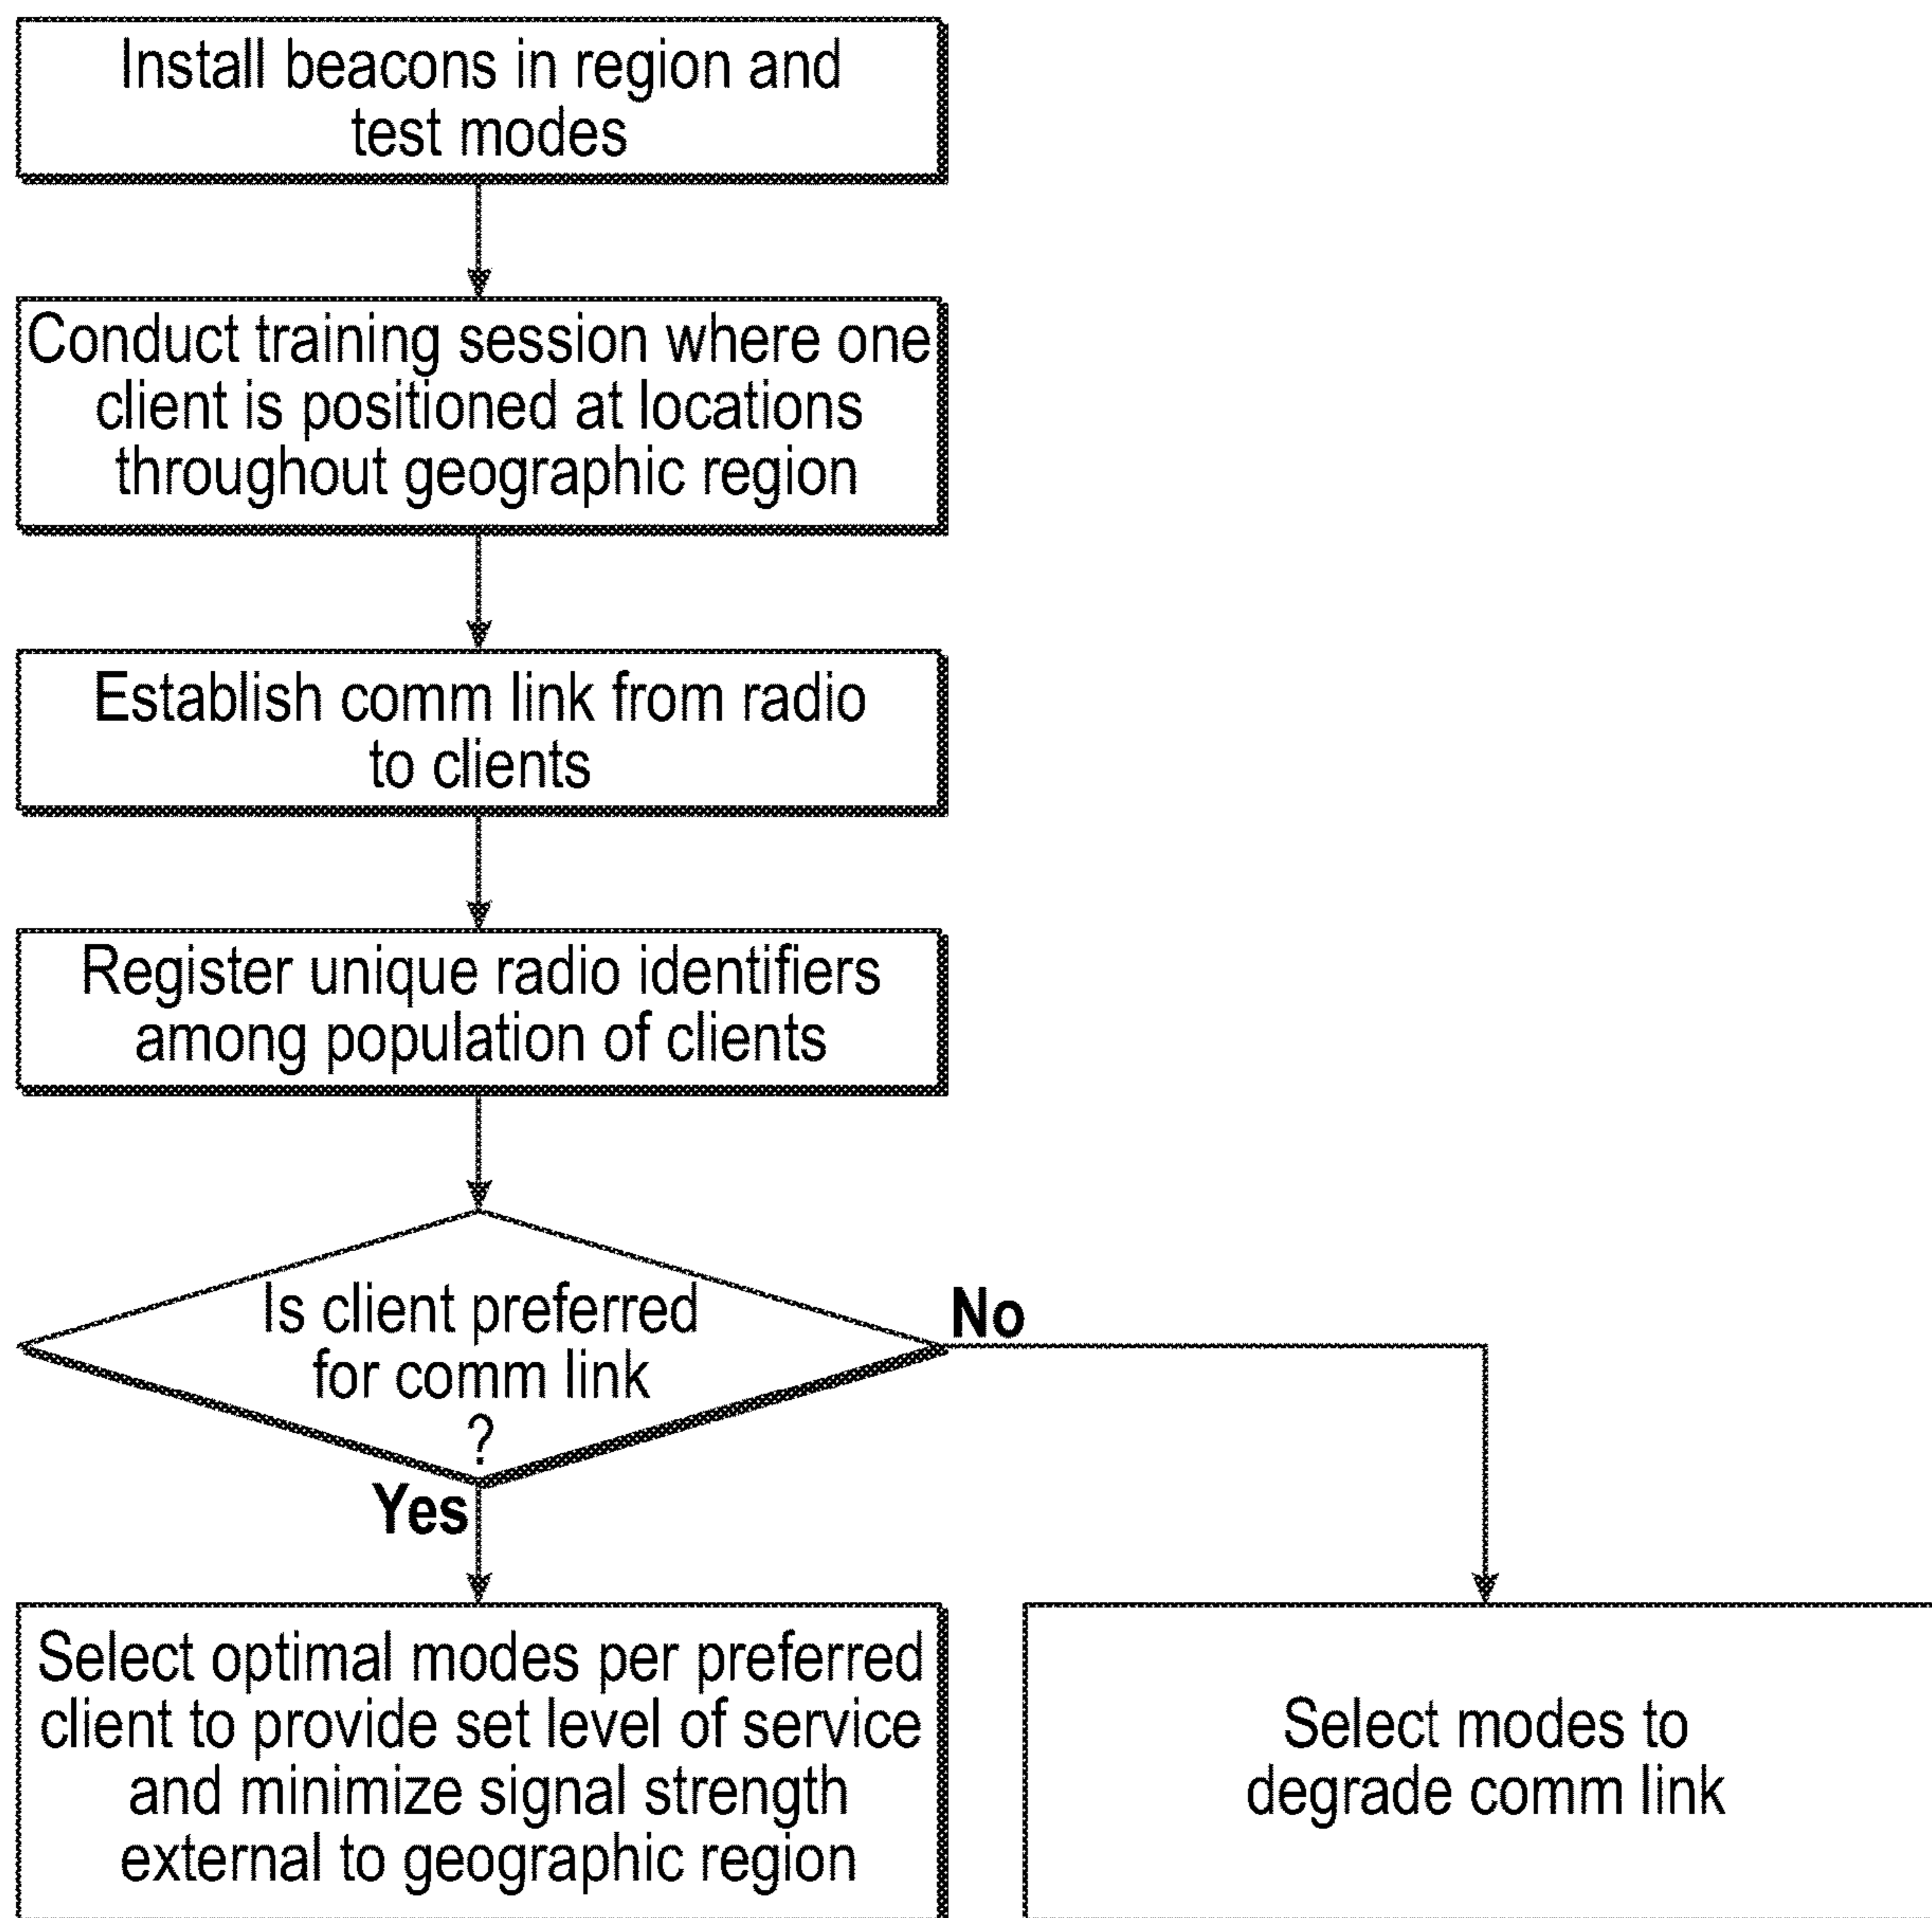 Install beacons in region and
test modes
Conduct training session where one
client is positioned at locations
throughout geographic region
Establish comm link from radio
to clients
Register unique radio identifiers
among population of clients
Is client preferred
for comm link
?
No
Yes
Select optimal modes per preferred
client to provide set level of service
and minimize signal strength
external to geographic region
Select modes to
degrade comm link